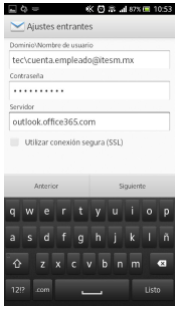 87% 10:53
Ajustes entrantes
Dominio\Nombre de usuario
tec\cuenta.empleado@itesm.mx
Contraseña
••••••••••
Servidor
outlook.office365.com
Utilizar conexión segura (SSL)
Anterior Siguiente
q w e r t y u i o p
a s d f g h j k l ñ
z x c v b n m
12!? .com Listo